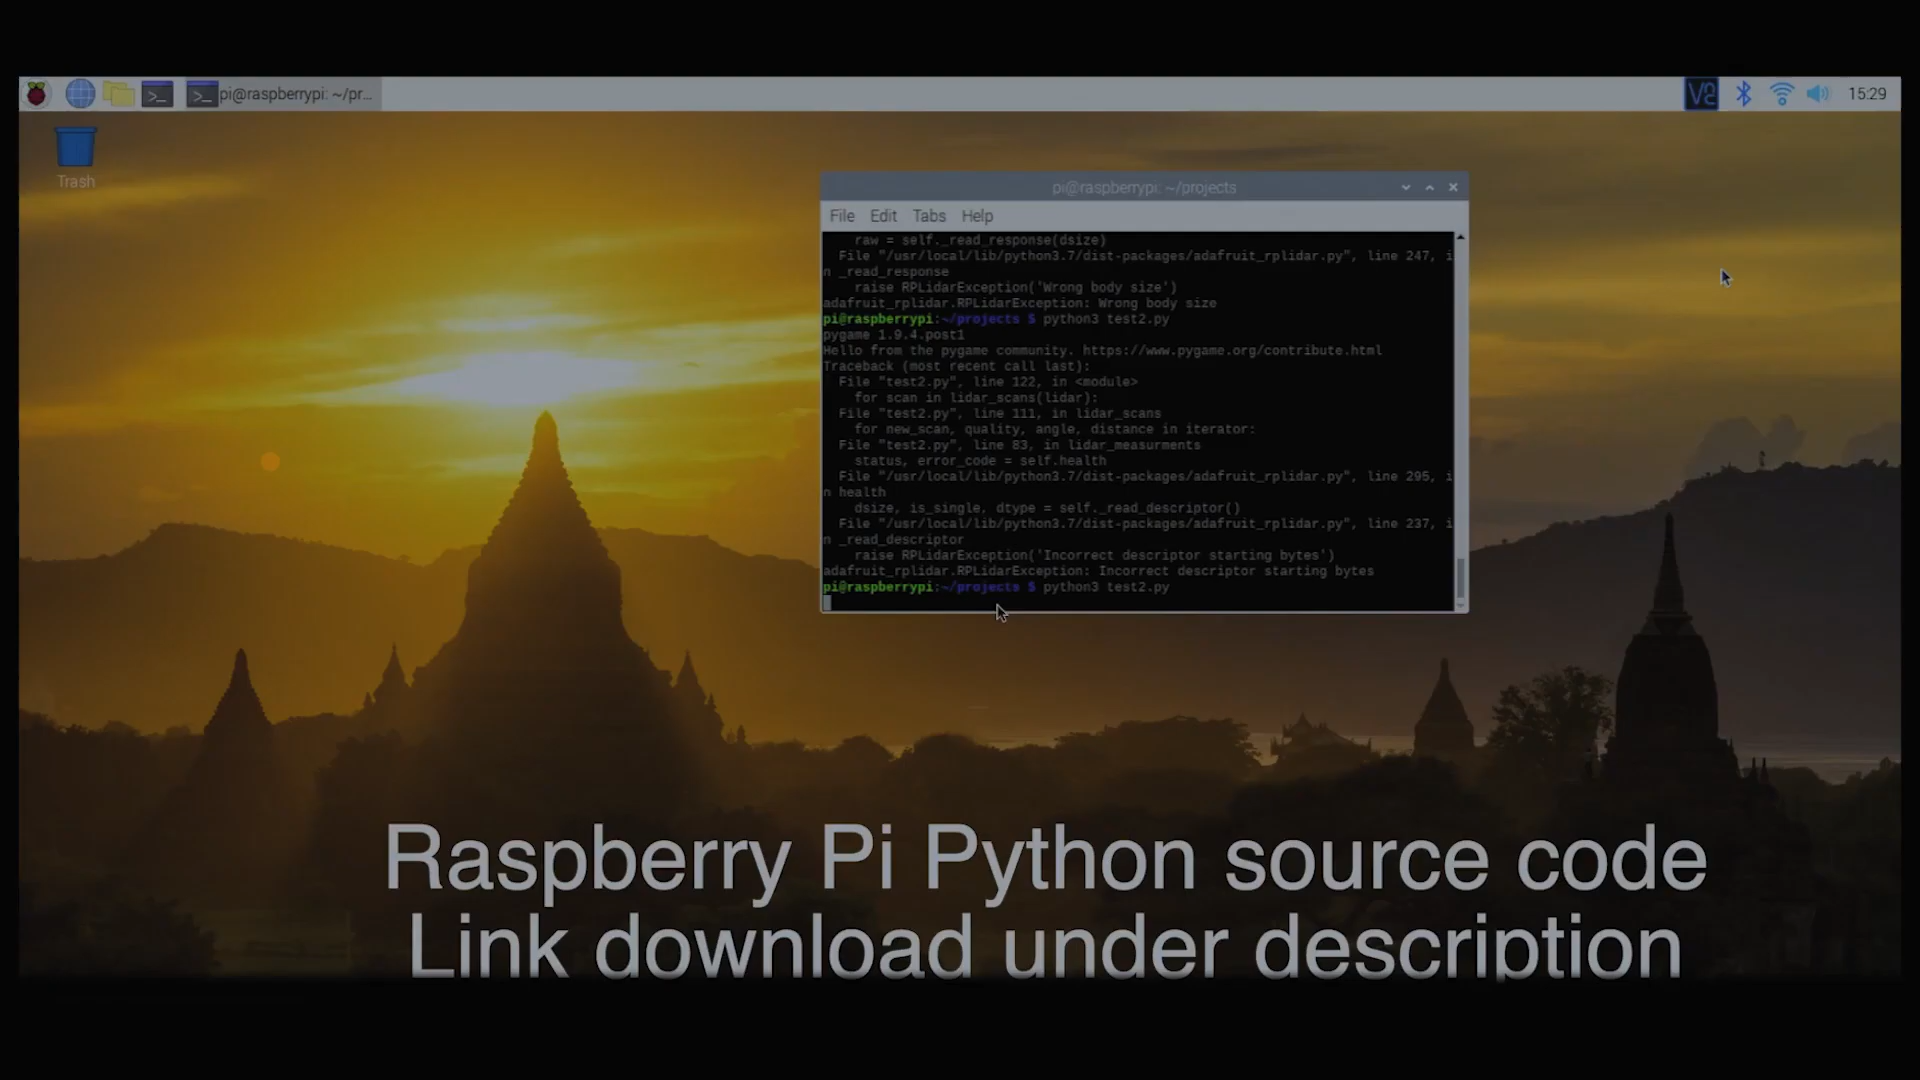 pi@raspberrypi: ~/pr...
VC
15:29
Trash
pi@raspberrypi: ~/projects
File Edit Tabs Help
raw = self._read_response(dsize)
File "/usr/local/lib/python3.7/dist-packages/adafruit_rplidar.py", line 247, i
n _read_response
raise RPLidarException('Wrong body size')
adafruit_rplidar.RPLidarException: Wrong body size
pi@raspberrypi:~/projects $ python3 test2.py
pygame 1.9.4.post1
Hello from the pygame community. https://www.pygame.org/contribute.html
Traceback (most recent call last):
File "test2.py", line 122, in <module>
for scan in lidar_scans(lidar):
File "test2.py", line 111, in lidar_scans
for new_scan, quality, angle, distance in iterator:
File "test2.py", line 83, in lidar_measurments
status, error_code = self.health
File "/usr/local/lib/python3.7/dist-packages/adafruit_rplidar.py", line 295, i
n health
dsize, is_single, dtype = self._read_descriptor()
File "/usr/local/lib/python3.7/dist-packages/adafruit_rplidar.py", line 237, i
n _read_descriptor
raise RPLidarException('Incorrect descriptor starting bytes')
adafruit_rplidar.RPLidarException: Incorrect descriptor starting bytes
pi@raspberrypi:~/projects $ python3 test2.py
Raspberry Pi Python source code
Link download under description